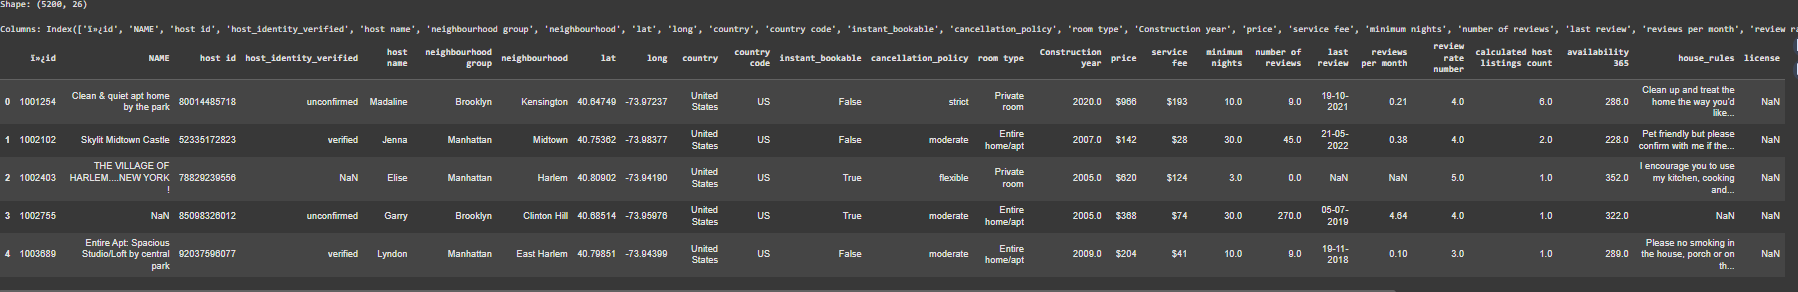 Shape: (5200, 26)
Columns: Index(['ï»¿id', 'NAME', 'host id', 'host_identity_verified', 'host name', 'neighbourhood group', 'neighbourhood', 'lat', 'long', 'country', 'country code', 'instant_bookable', 'cancellation_policy', 'room type', 'Construction year', 'price', 'service fee', 'minimum nights', 'number of reviews', 'last review', 'reviews per month', 'review ra
ï»¿id NAME host id host_identity_verified host name neighbourhood group neighbourhood lat long country country code instant_bookable cancellation_policy room type Construction year price service fee minimum nights number of reviews last review reviews per month review rate number calculated host listings count availability 365 house_rules license
0 1001254 Clean & quiet apt home by the park 80014485718 unconfirmed Madaline Brooklyn Kensington 40.64749 -73.97237 United States US False strict Private room 2020.0 $966 $193 10.0 9.0 19-10-2021 0.21 4.0 6.0 286.0 Clean up and treat the home the way you'd like... NaN
1 1002102 Skylit Midtown Castle 52335172823 verified Jenna Manhattan Midtown 40.75362 -73.98377 United States US False moderate Entire home/apt 2007.0 $142 $28 30.0 45.0 21-05-2022 0.38 4.0 2.0 228.0 Pet friendly but please confirm with me if the... NaN
2 1002403 THE VILLAGE OF HARLEM....NEW YORK ! 78829239556 NaN Elise Manhattan Harlem 40.80902 -73.94190 United States US True flexible Private room 2005.0 $620 $124 3.0 0.0 NaN NaN 5.0 1.0 352.0 I encourage you to use my kitchen, cooking and... NaN
3 1002755 NaN 85098326012 unconfirmed Garry Brooklyn Clinton Hill 40.68514 -73.95976 United States US True moderate Entire home/apt 2005.0 $368 $74 30.0 270.0 05-07-2019 4.64 4.0 1.0 322.0 NaN NaN
4 1003689 Entire Apt: Spacious Studio/Loft by central park 92037596077 verified Lyndon Manhattan East Harlem 40.79851 -73.94399 United States US False moderate Entire home/apt 2009.0 $204 $41 10.0 9.0 19-11-2018 0.10 3.0 1.0 289.0 Please no smoking in the house, porch or on th... NaN